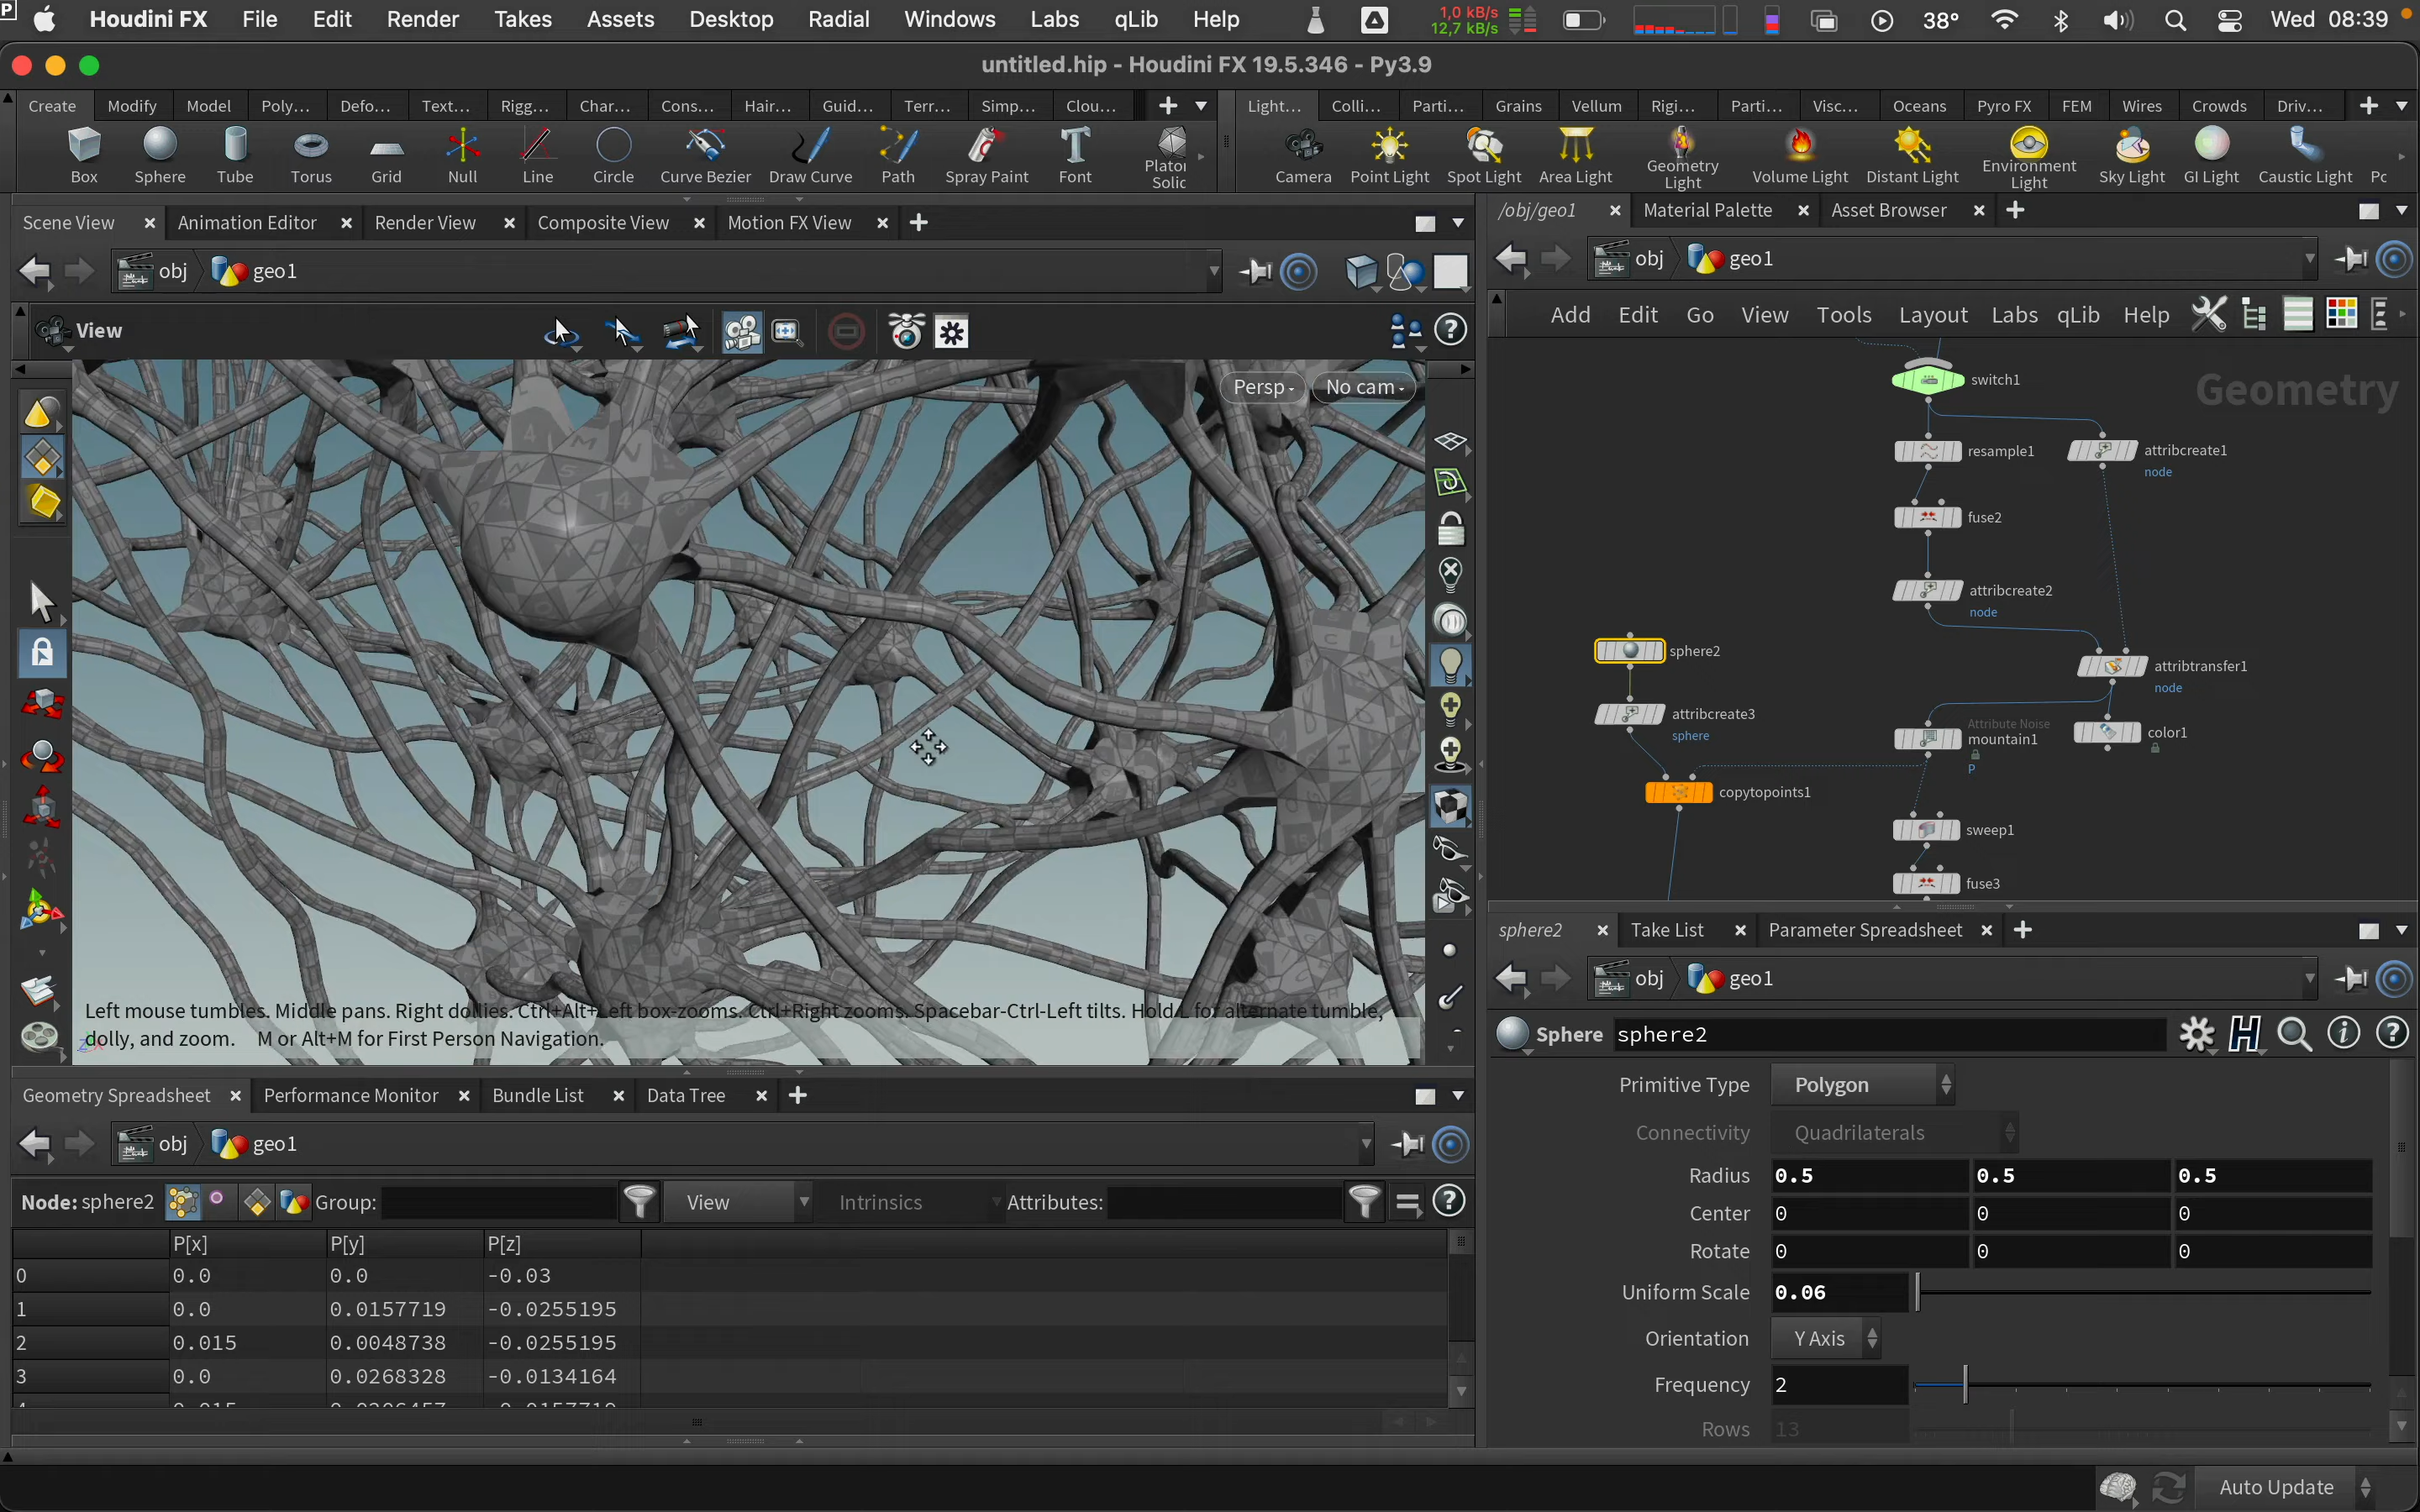 P
Houdini FX File Edit Render Takes Assets Desktop Radial Windows Labs qLib Help 1,0 kB/s 12,7 kB/s 38° Wed 08:39
untitled.hip - Houdini FX 19.5.346 - Py3.9
Create Modify Model Poly... Defo... Text... Rigg... Char... Cons... Hair... Guid... Terr... Simp... Clou...
Box Sphere Tube Torus Grid Null Line Circle Curve Bezier Draw Curve Path Spray Paint Font Platoi Solic
Light... Colli... Parti... Grains Vellum Rigi... Parti... Visc... Oceans Pyro FX FEM Wires Crowds Driv...
Camera Point Light Spot Light Area Light Geometry Light Volume Light Distant Light Environment Light Sky Light GI Light Caustic Light Pc
Scene View Animation Editor Render View Composite View Motion FX View
obj geo1
View
Persp No cam
Left mouse tumbles. Middle pans. Right dollies. Ctrl+Alt+Left box-zooms. Ctrl+Right zooms. Spacebar-Ctrl-Left tilts. Hold L for alternate tumble,
dolly, and zoom. M or Alt+M for First Person Navigation.
/obj/geo1 Material Palette Asset Browser
obj geo1
Add Edit Go View Tools Layout Labs qLib Help
Geometry
switch1
resample1
attribcreate1
node
fuse2
attribcreate2
node
sphere2
attribtransfer1
node
attribcreate3
sphere
Attribute Noise
mountain1
P
color1
copytopoints1
sweep1
fuse3
Geometry Spreadsheet Performance Monitor Bundle List Data Tree
obj geo1
Node: sphere2 Group: View Intrinsics Attributes:
P[x] P[y] P[z]
0 0.0 0.0 -0.03
1 0.0 0.0157719 -0.0255195
2 0.015 0.0048738 -0.0255195
3 0.0 0.0268328 -0.0134164
sphere2 Take List Parameter Spreadsheet
obj geo1
Sphere sphere2
Primitive Type Polygon
Connectivity Quadrilaterals
Radius 0.5 0.5 0.5
Center 0 0 0
Rotate 0 0 0
Uniform Scale 0.06
Orientation Y Axis
Frequency 2
Rows 13
Auto Update